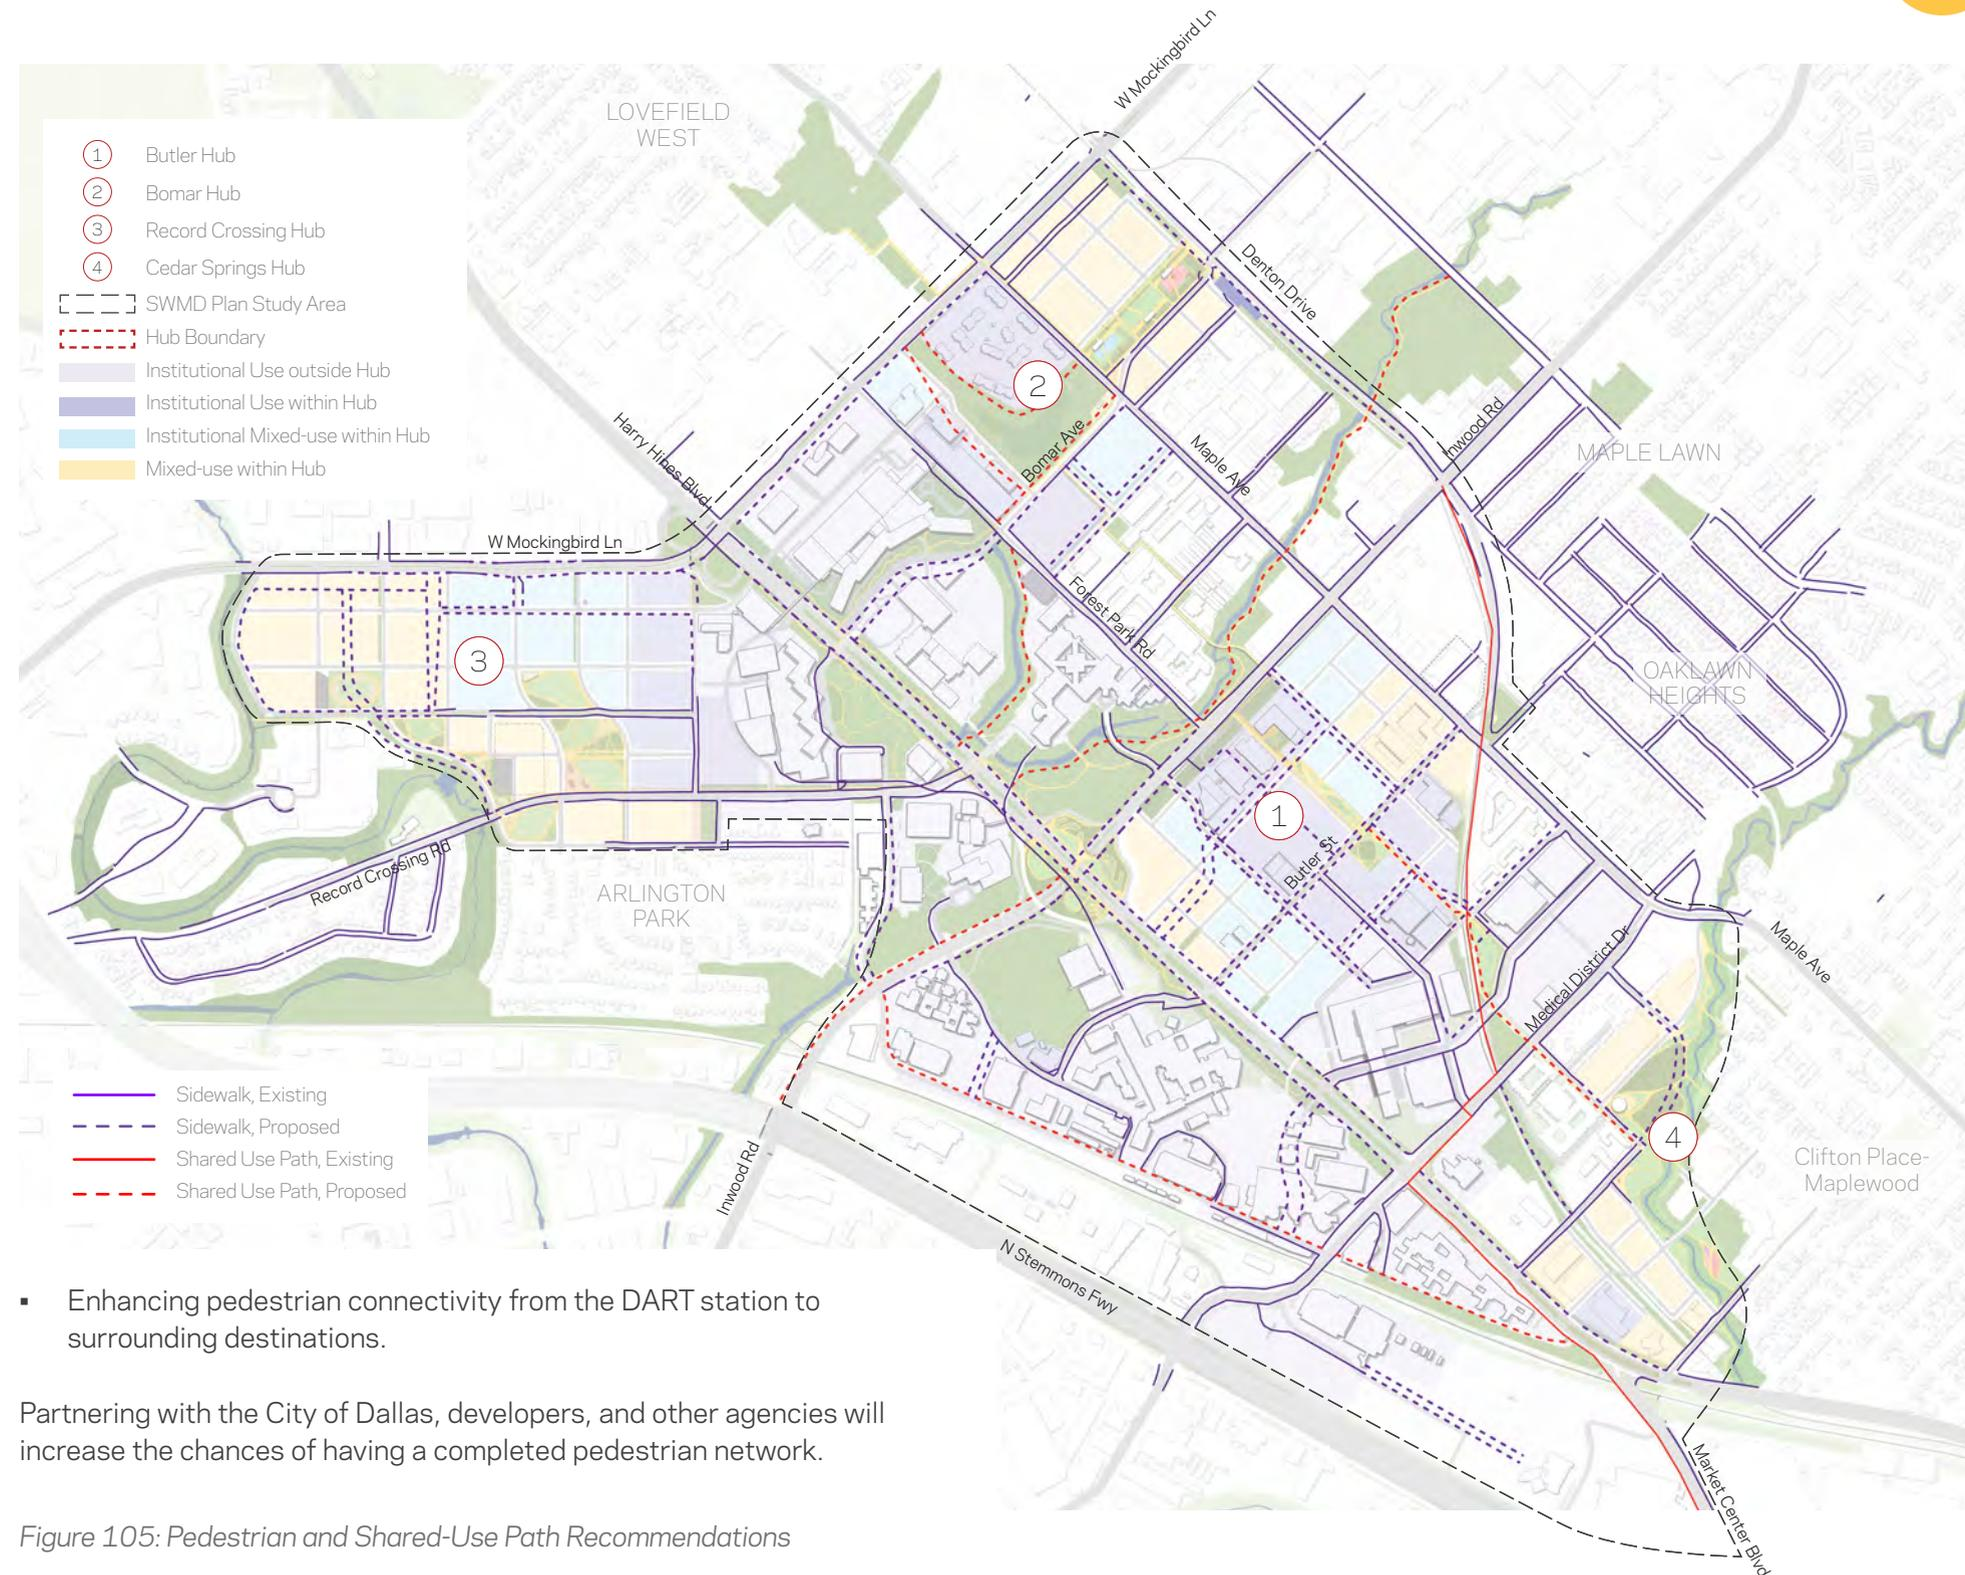 W Mockingbird Ln
LOVEFIELD
WEST
1 Butler Hub
2 Bomar Hub
3 Record Crossing Hub
4 Cedar Springs Hub
SWMD Plan Study Area
Hub Boundary
Institutional Use outside Hub
Institutional Use within Hub
Institutional Mixed-use within Hub
Mixed-use within Hub
Denton Drive
2
Harry Hines Blvd
Inwood Rd
MAPLE LAWN
Bomar Ave
Maple Ave
W Mockingbird Ln
Forest Park Rd
3
OAKLAWN
HEIGHTS
1
Butler St
Record Crossing Rd
ARLINGTON
PARK
Maple Ave
Medical District Dr
Sidewalk, Existing
Sidewalk, Proposed
Shared Use Path, Existing
Shared Use Path, Proposed
4
Clifton Place-
Maplewood
Inwood Rd
N Stemmons Fwy
Market Center Blvd
▪ Enhancing pedestrian connectivity from the DART station to
surrounding destinations.
Partnering with the City of Dallas, developers, and other agencies will
increase the chances of having a completed pedestrian network.
Figure 105: Pedestrian and Shared-Use Path Recommendations